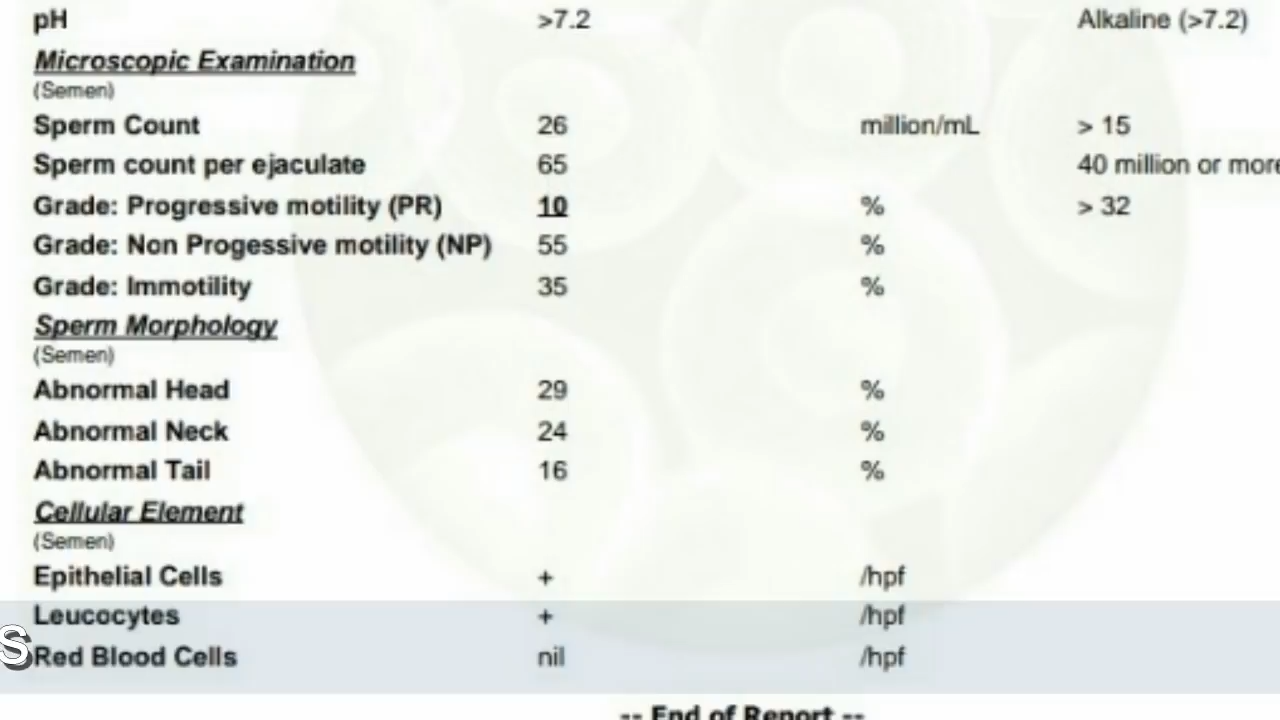 pH >7.2 Alkaline (>7.2)
Microscopic Examination
(Semen)
Sperm Count 26 million/mL > 15
Sperm count per ejaculate 65 40 million or more
Grade: Progressive motility (PR) 10 % > 32
Grade: Non Progessive motility (NP) 55 %
Grade: Immotility 35 %
Sperm Morphology
(Semen)
Abnormal Head 29 %
Abnormal Neck 24 %
Abnormal Tail 16 %
Cellular Element
(Semen)
Epithelial Cells + /hpf
Leucocytes + /hpf
S
Red Blood Cells nil /hpf
-- End of Report --